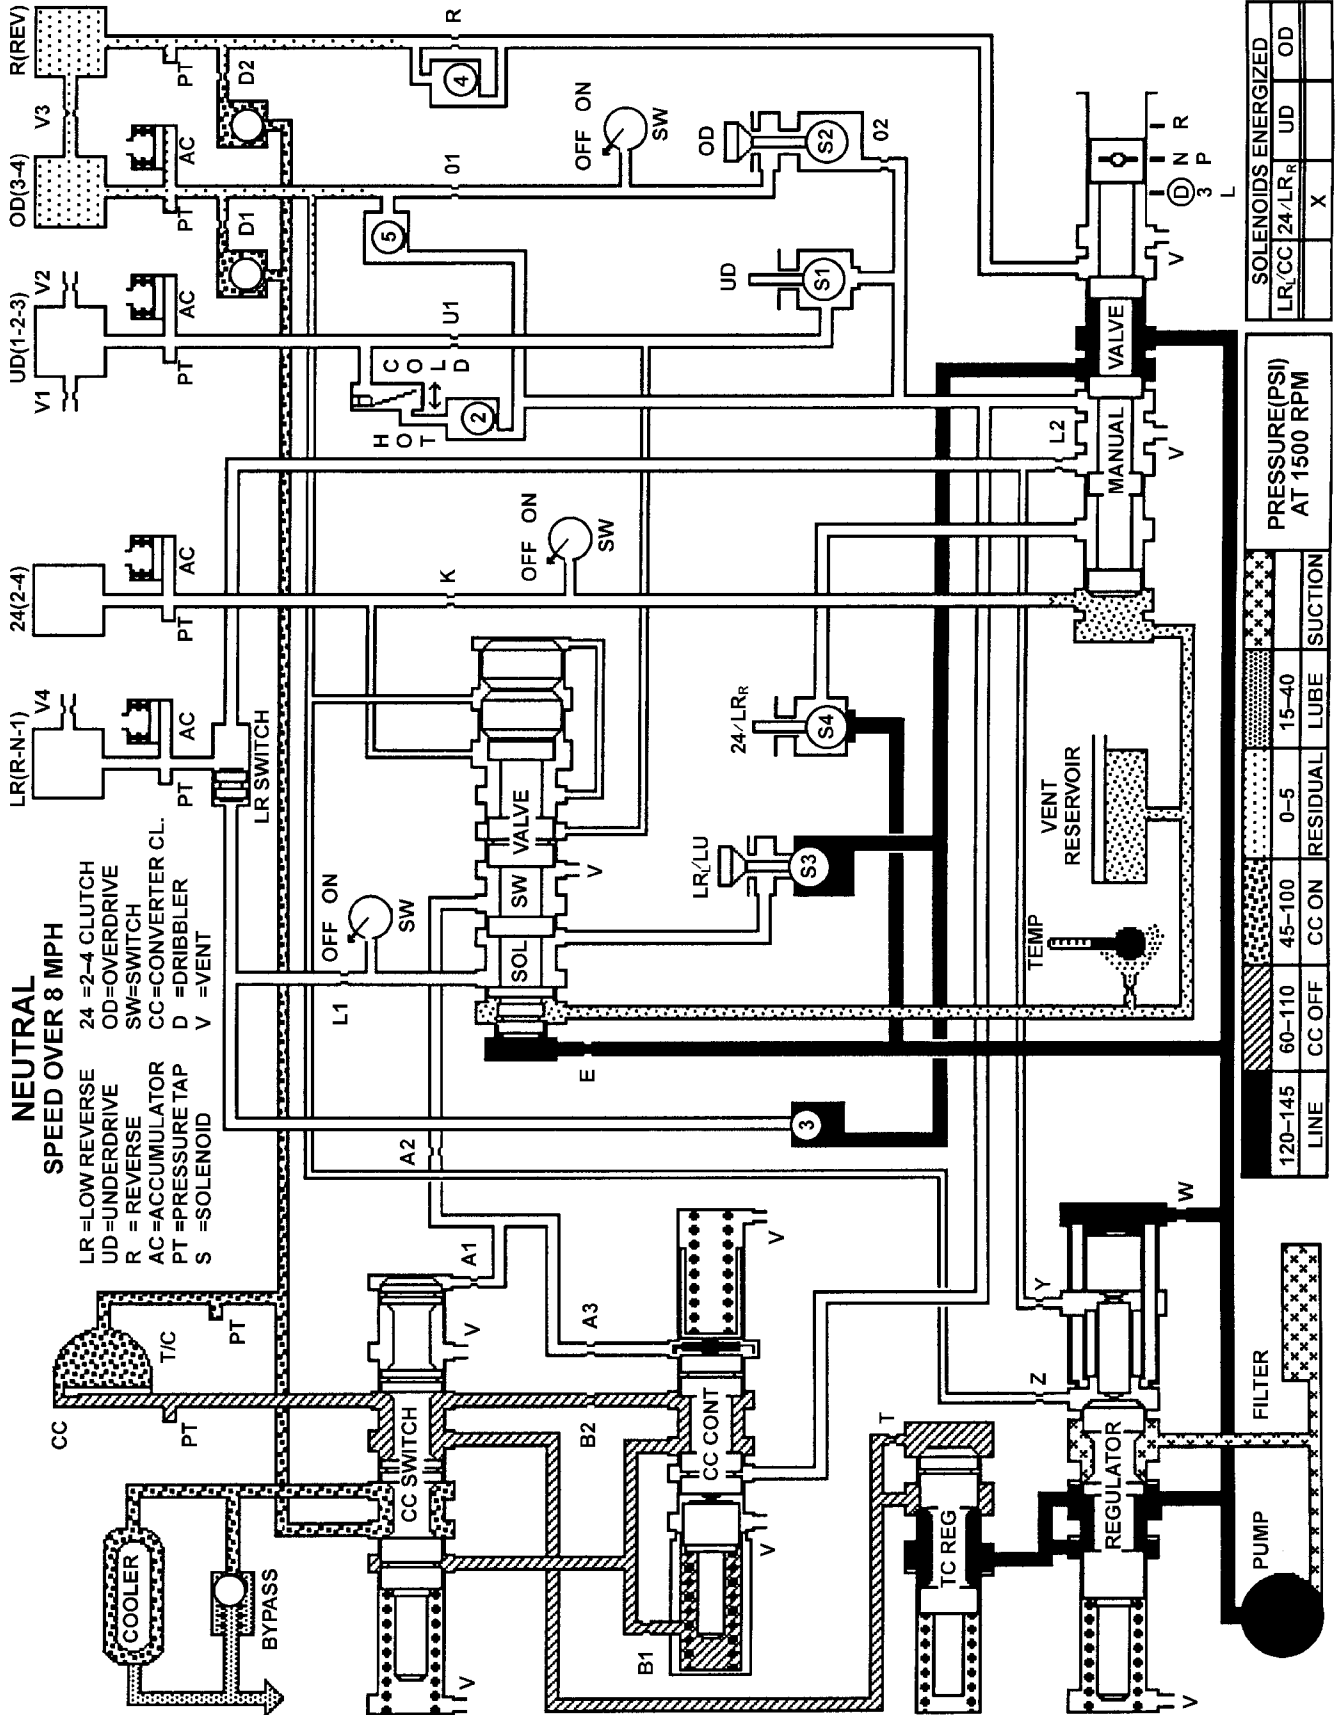 NEUTRAL
SPEED OVER 8 MPH
LR =LOW REVERSE
UD=UNDERDRIVE
R = REVERSE
AC=ACCUMULATOR
PT =PRESSURE TAP
S =SOLENOID
24 =2–4 CLUTCH
OD=OVERDRIVE
SW=SWITCH
CC=CONVERTER CL.
D =DRIBBLER
V =VENT
LR(R-N-1)
V4
24(2-4)
UD(1-2-3)
V1
V2
OD(3-4)
V3
R(REV)
PT
AC
PT
AC
PT
AC
PT
AC
PT
D1
D2
LR SWITCH
CC
T/C
PT
PT
COOLER
BYPASS
CC SWITCH
V
V
A1
A2
A3
L1
OFF ON
SW
SOL SW VALVE
V
E
K
OFF ON
SW
HOT
COLD
2
U1
5
01
4
R
OFF ON
SW
B1
B2
CC CONT
V
V
3
LRL/LU
S3
24/LRR
S4
UD
S1
OD
S2
02
T
TC REG
Z
Y
W
REGULATOR
V
PUMP
FILTER
TEMP
VENT
RESERVOIR
L2
MANUAL VALVE
V
V
D N R
3 P
L
120–145
60–110
45–100
0–5
15–40
LINE
CC OFF
CC ON
RESIDUAL
LUBE
SUCTION
PRESSURE(PSI)
AT 1500 RPM
SOLENOIDS ENERGIZED
LRL/CC
24/LRR
UD
OD
X